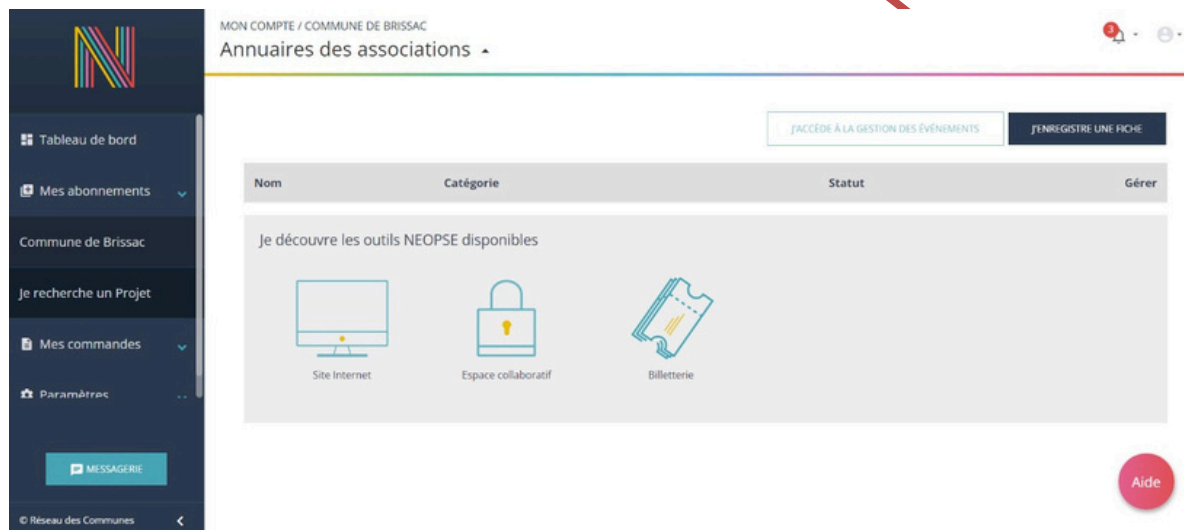 MON COMPTE / COMMUNE DE BRISSAC
Annuaires des associations
3
Tableau de bord
Mes abonnements
Commune de Brissac
Je recherche un Projet
Mes commandes
Paramètres
MESSAGERIE
© Réseau des Communes
J'ACCÈDE À LA GESTION DES ÉVÉNEMENTS
J'ENREGISTRE UNE FICHE
Nom Catégorie Statut Gérer
Je découvre les outils NEOPSE disponibles
Site Internet Espace collaboratif Billetterie
Aide